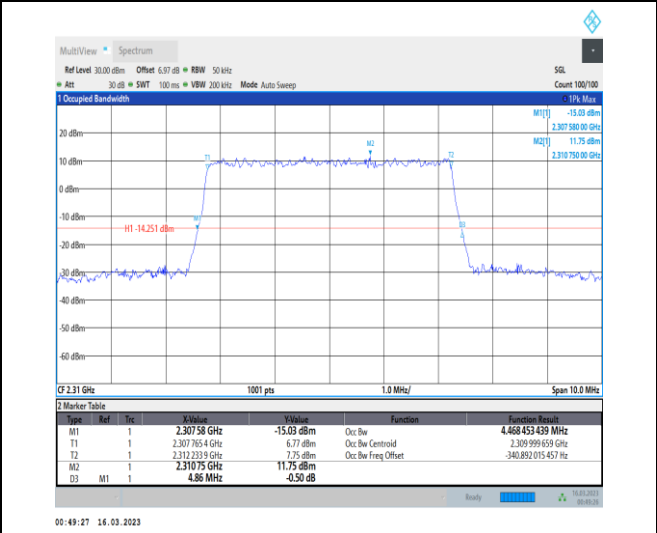 MultiView Spectrum
Ref Level 30.00 dBm Offset 6.97 dB RBW 50 kHz SGL
Att 30 dB SWT 100 ms VBW 200 kHz Mode Auto Sweep Count 100/100
1 Occupied Bandwidth 1Pk Max
M1[1] -15.03 dBm
2.307 580 00 GHz
M2[1] 11.75 dBm
2.310 750 00 GHz
20 dBm
M2
T1 T2
10 dBm
0 dBm
-10 dBm
M1 D3
H1 -14.251 dBm
-20 dBm
-30 dBm
-40 dBm
-50 dBm
-60 dBm
CF 2.31 GHz 1001 pts 1.0 MHz/ Span 10.0 MHz
2 Marker Table
Type Ref Trc X-Value Y-Value Function Function Result
M1 1 2.307 58 GHz -15.03 dBm Occ Bw 4.468 453 439 MHz
T1 1 2.307 765 4 GHz 6.77 dBm Occ Bw Centroid 2.309 999 659 GHz
T2 1 2.312 233 9 GHz 7.75 dBm Occ Bw Freq Offset -340.892 015 457 Hz
M2 1 2.310 75 GHz 11.75 dBm
D3 M1 1 4.86 MHz -0.50 dB
Ready 16.03.2023
00:49:26
00:49:27 16.03.2023